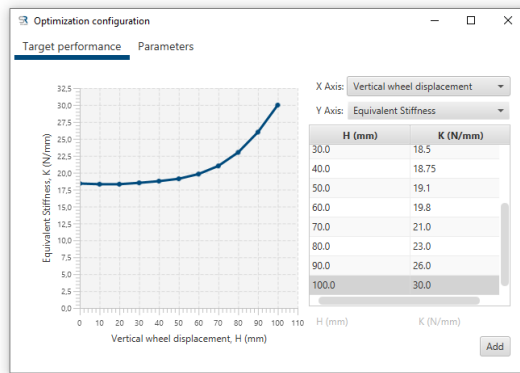 Optimization configuration
Target performance Parameters
X Axis: Vertical wheel displacement
Y Axis: Equivalent Stiffness
H (mm) K (N/mm)
30.0 18.5
40.0 18.75
50.0 19.1
60.0 19.8
70.0 21.0
80.0 23.0
90.0 26.0
100.0 30.0
H (mm) K (N/mm)
Add
Equivalent Stiffness, K (N/mm)
32,5
30,0
27,5
25,0
22,5
20,0
17,5
15,0
12,5
10,0
7,5
5,0
2,5
0,0
0 10 20 30 40 50 60 70 80 90 100 110
Vertical wheel displacement, H (mm)